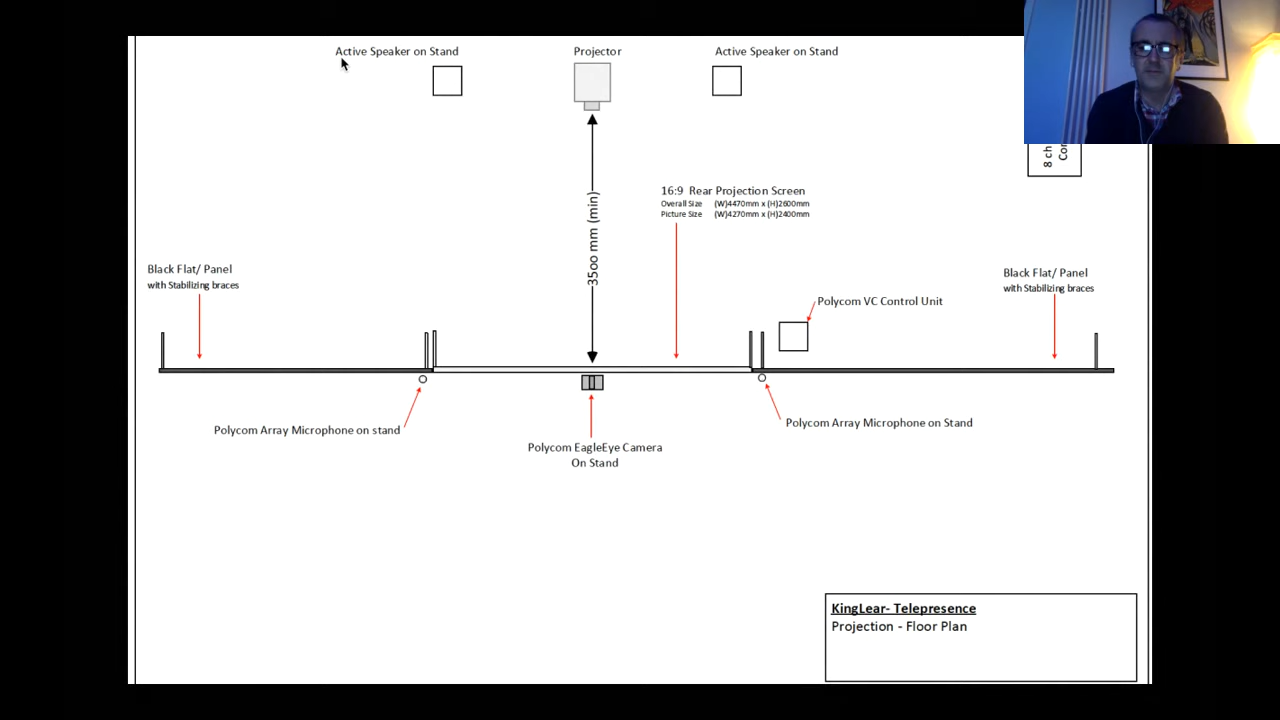 Active Speaker on Stand
Projector
Active Speaker on Stand
8 ch
35oo mm (min)
16:9 Rear Projection Screen
Overall Size (W)4470mm x (H)2600mm
Picture Size (W)4270mm x (H)2400mm
Black Flat/ Panel
with Stabilizing braces
Black Flat/ Panel
with Stabilizing braces
Polycom VC Control Unit
Polycom Array Microphone on stand
Polycom Array Microphone on Stand
Polycom EagleEye Camera
On Stand
KingLear- Telepresence
Projection - Floor Plan